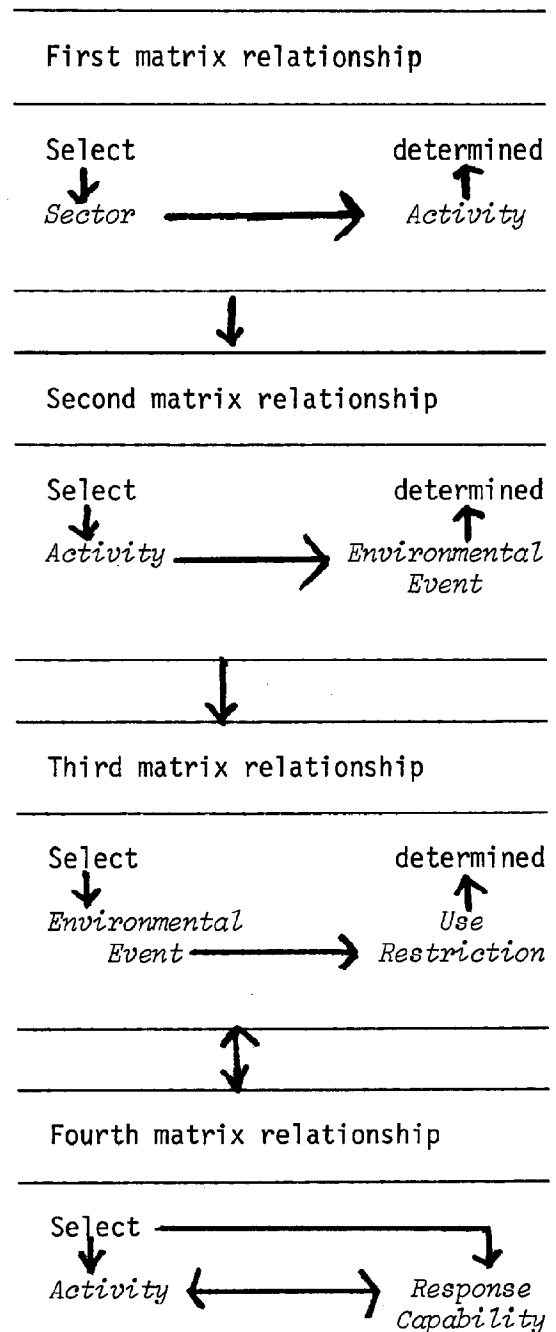 First matrix relationship
Select determined
Sector Activity
Second matrix relationship
Select determined
Activity Environmental
Event
Third matrix relationship
Select determined
Environmental Use
Event Restriction
Fourth matrix relationship
Select
Activity Response
Capability